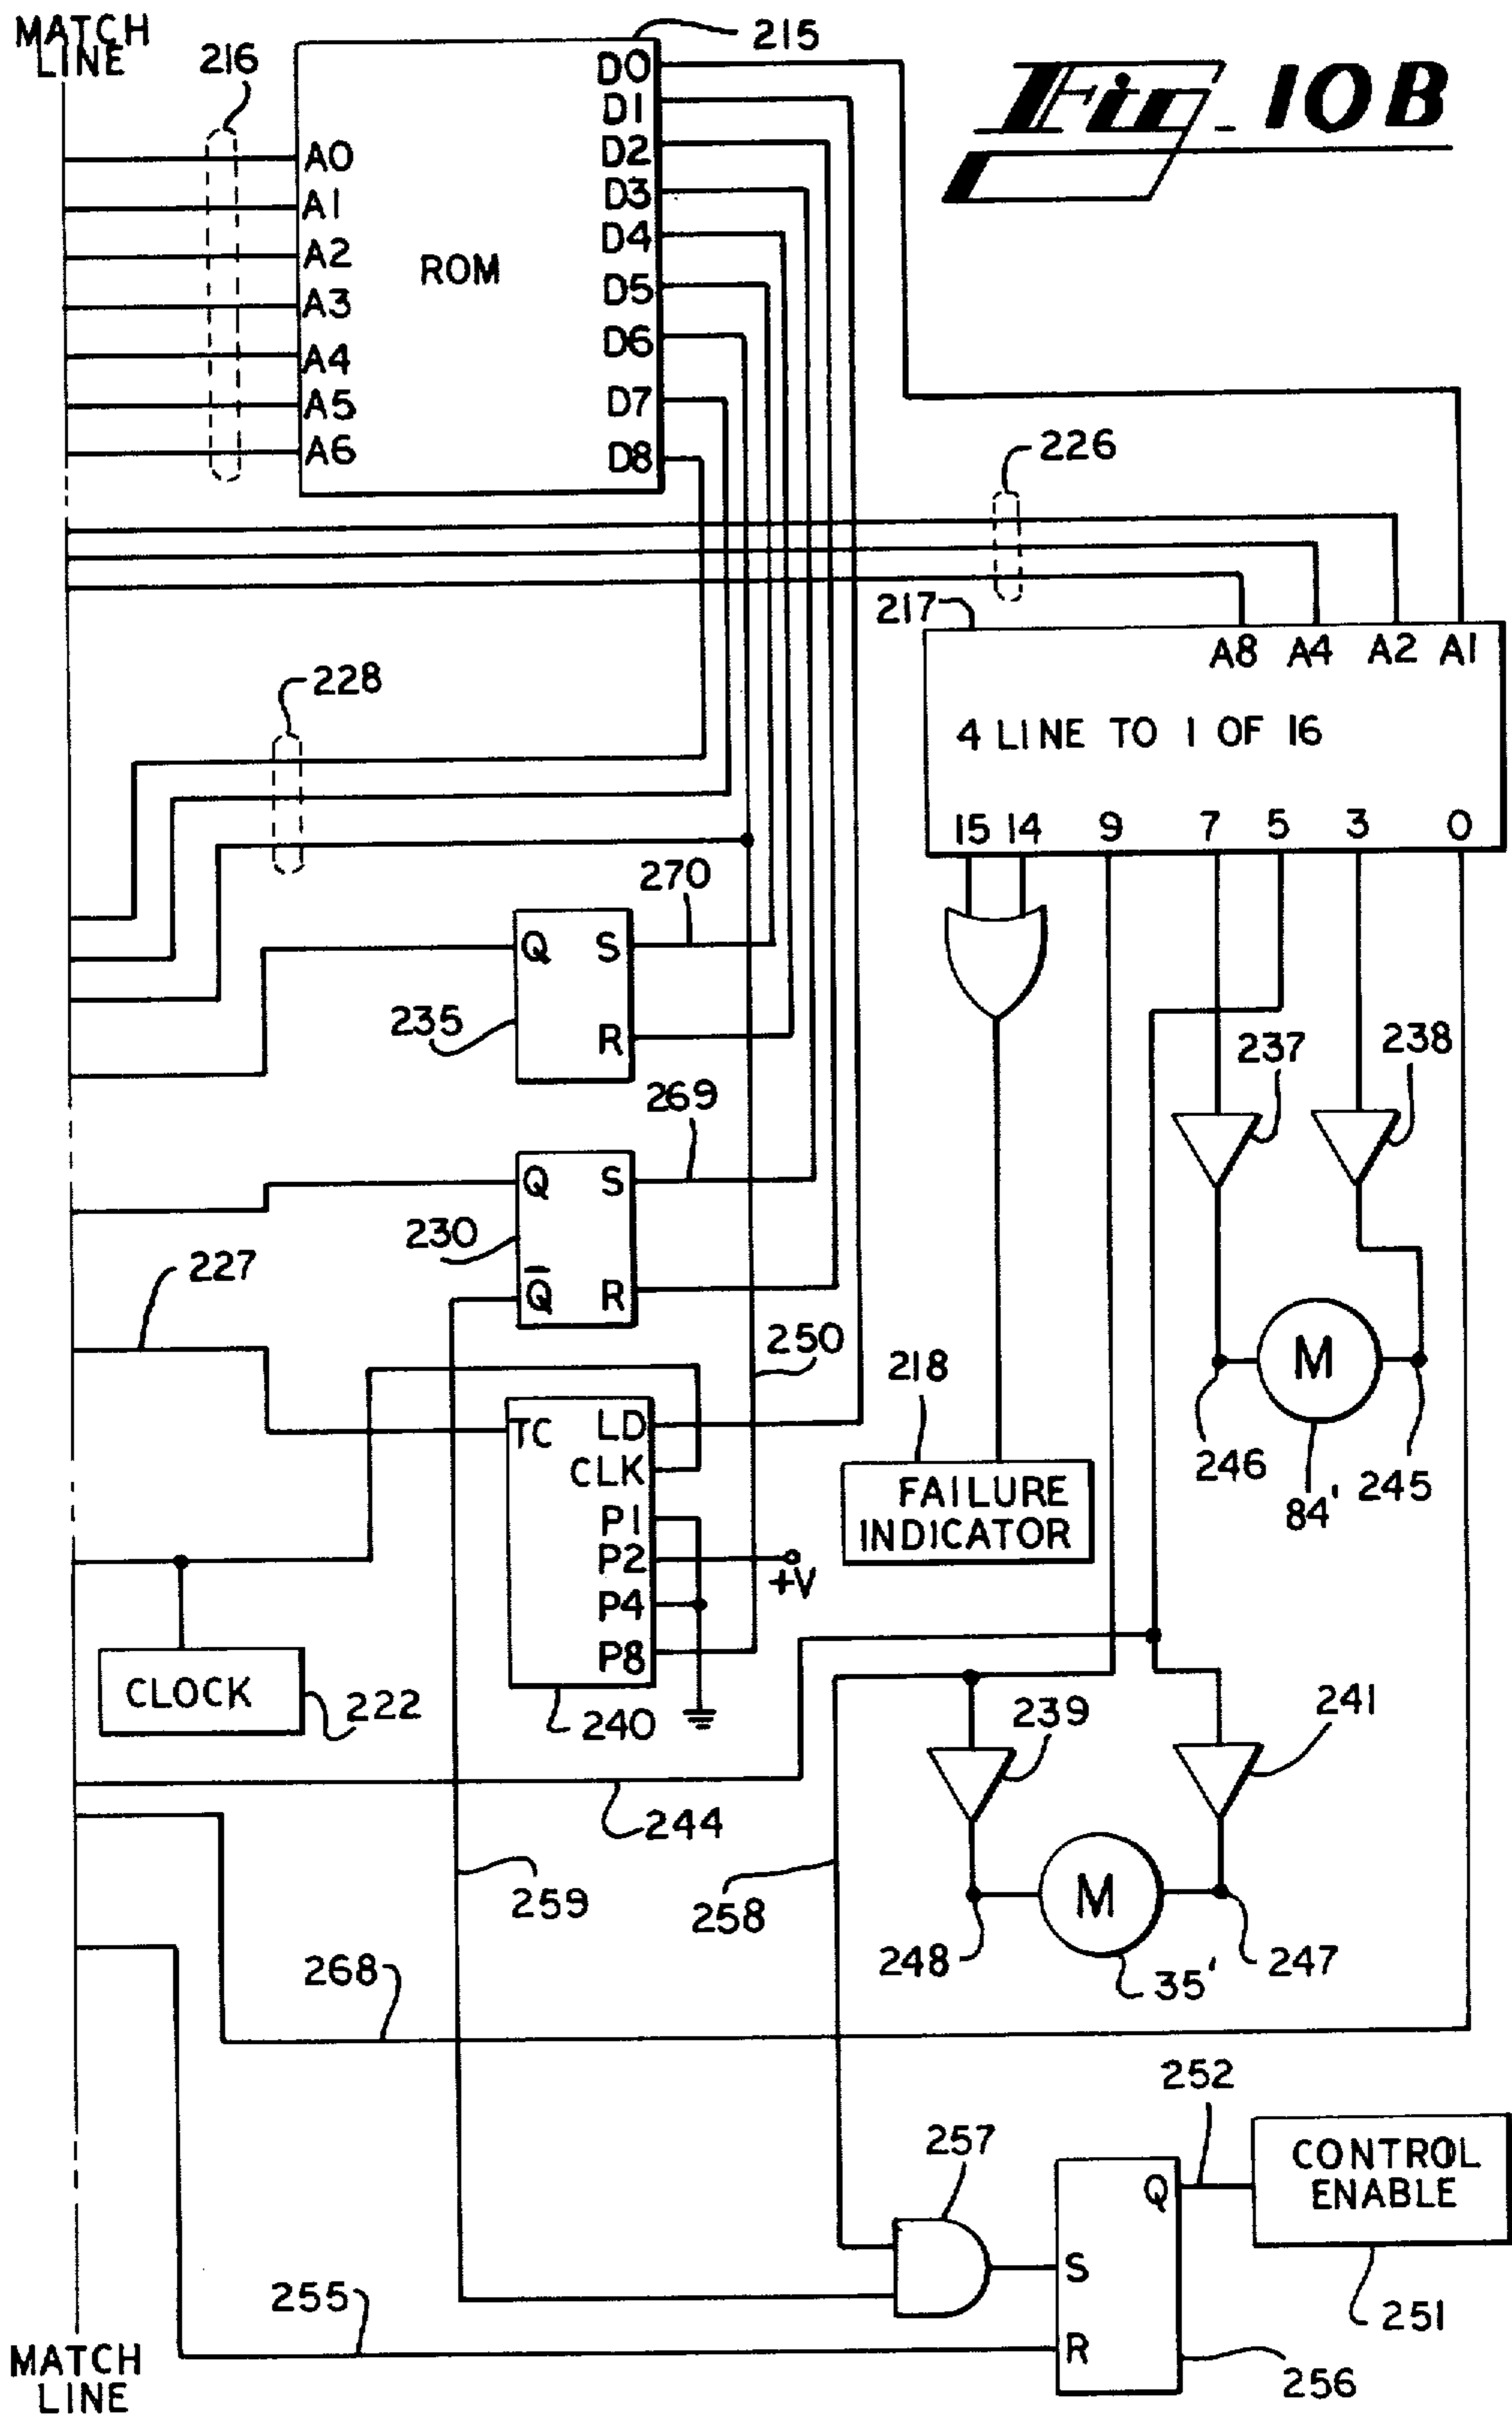 MATCH
LINE
216
215
Fig_ 10B
A0
A1
A2
A3
A4
A5
A6
ROM
D0
D1
D2
D3
D4
D5
D6
D7
D8
226
217
A8 A4 A2 A1
4 LINE TO 1 OF 16
15 14 9 7 5 3 0
228
270
Q S
R
235
237
238
269
Q S
Q̅ R
230
227
250
218
TC LD
CLK
P1
P2
P4
P8
+V
240
M
246
84'
245
FAILURE
INDICATOR
CLOCK
222
239
241
244
259
258
M
248
35'
247
268
252
257
Q
S
R
CONTROL
ENABLE
251
255
256
MATCH
LINE